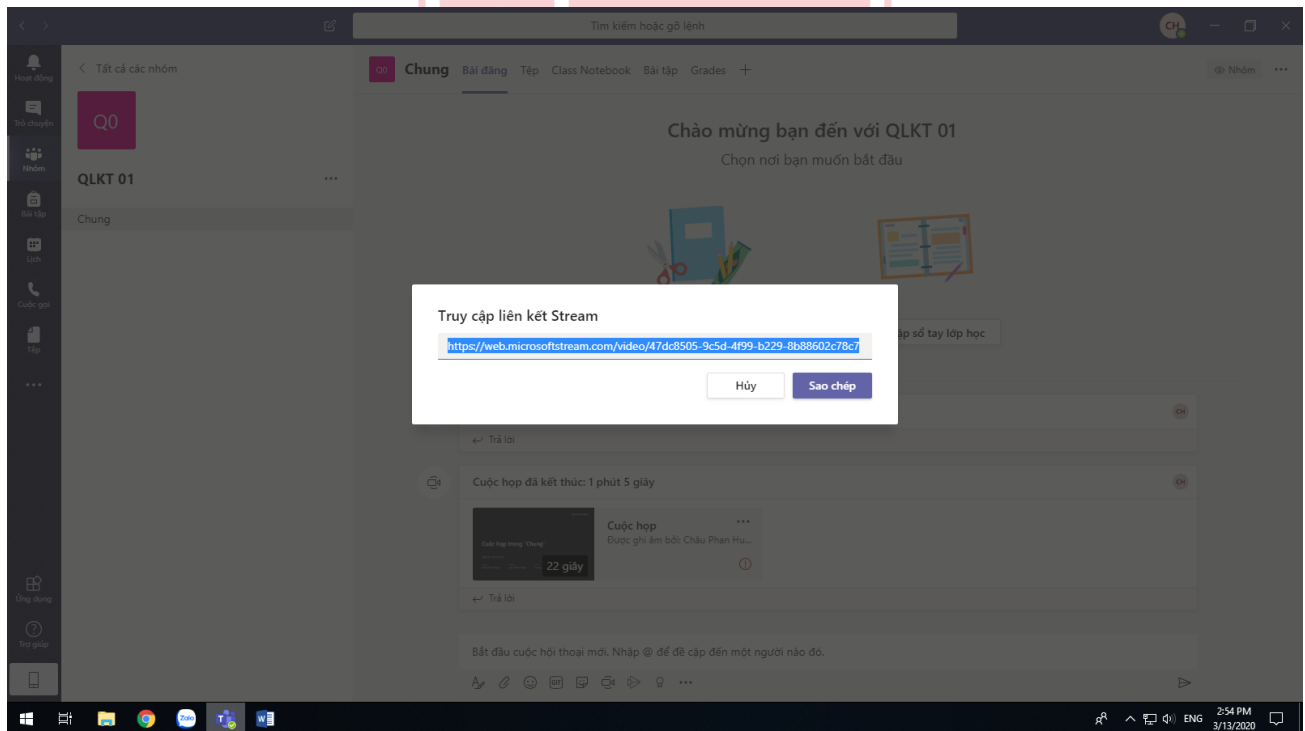 Tìm kiếm hoặc gõ lệnh
CH
Hoạt động
Trò chuyện
Nhóm
Bài tập
Lịch
Cuộc gọi
Tệp
Ứng dụng
Trợ giúp
Tất cả các nhóm
Q0
QLKT 01
Chung
Q0 Chung Bài đăng Tệp Class Notebook Bài tập Grades
Nhóm
Chào mừng bạn đến với QLKT 01
Chọn nơi bạn muốn bắt đầu
sổ tay lớp học
Truy cập liên kết Stream
https://web.microsoftstream.com/video/47dc8505-9c5d-4f99-b229-8b88602c78c7
Hủy Sao chép
CH
Trả lời
Cuộc họp đã kết thúc: 1 phút 5 giây
CH
Cuộc họp trong "Chung"
22 giây
Cuộc họp
Được ghi âm bởi: Châu Phan Hu...
Trả lời
Bắt đầu cuộc hội thoại mới. Nhập @ để đề cập đến một người nào đó.
GIF
Zalo
ENG
2:54 PM
3/13/2020